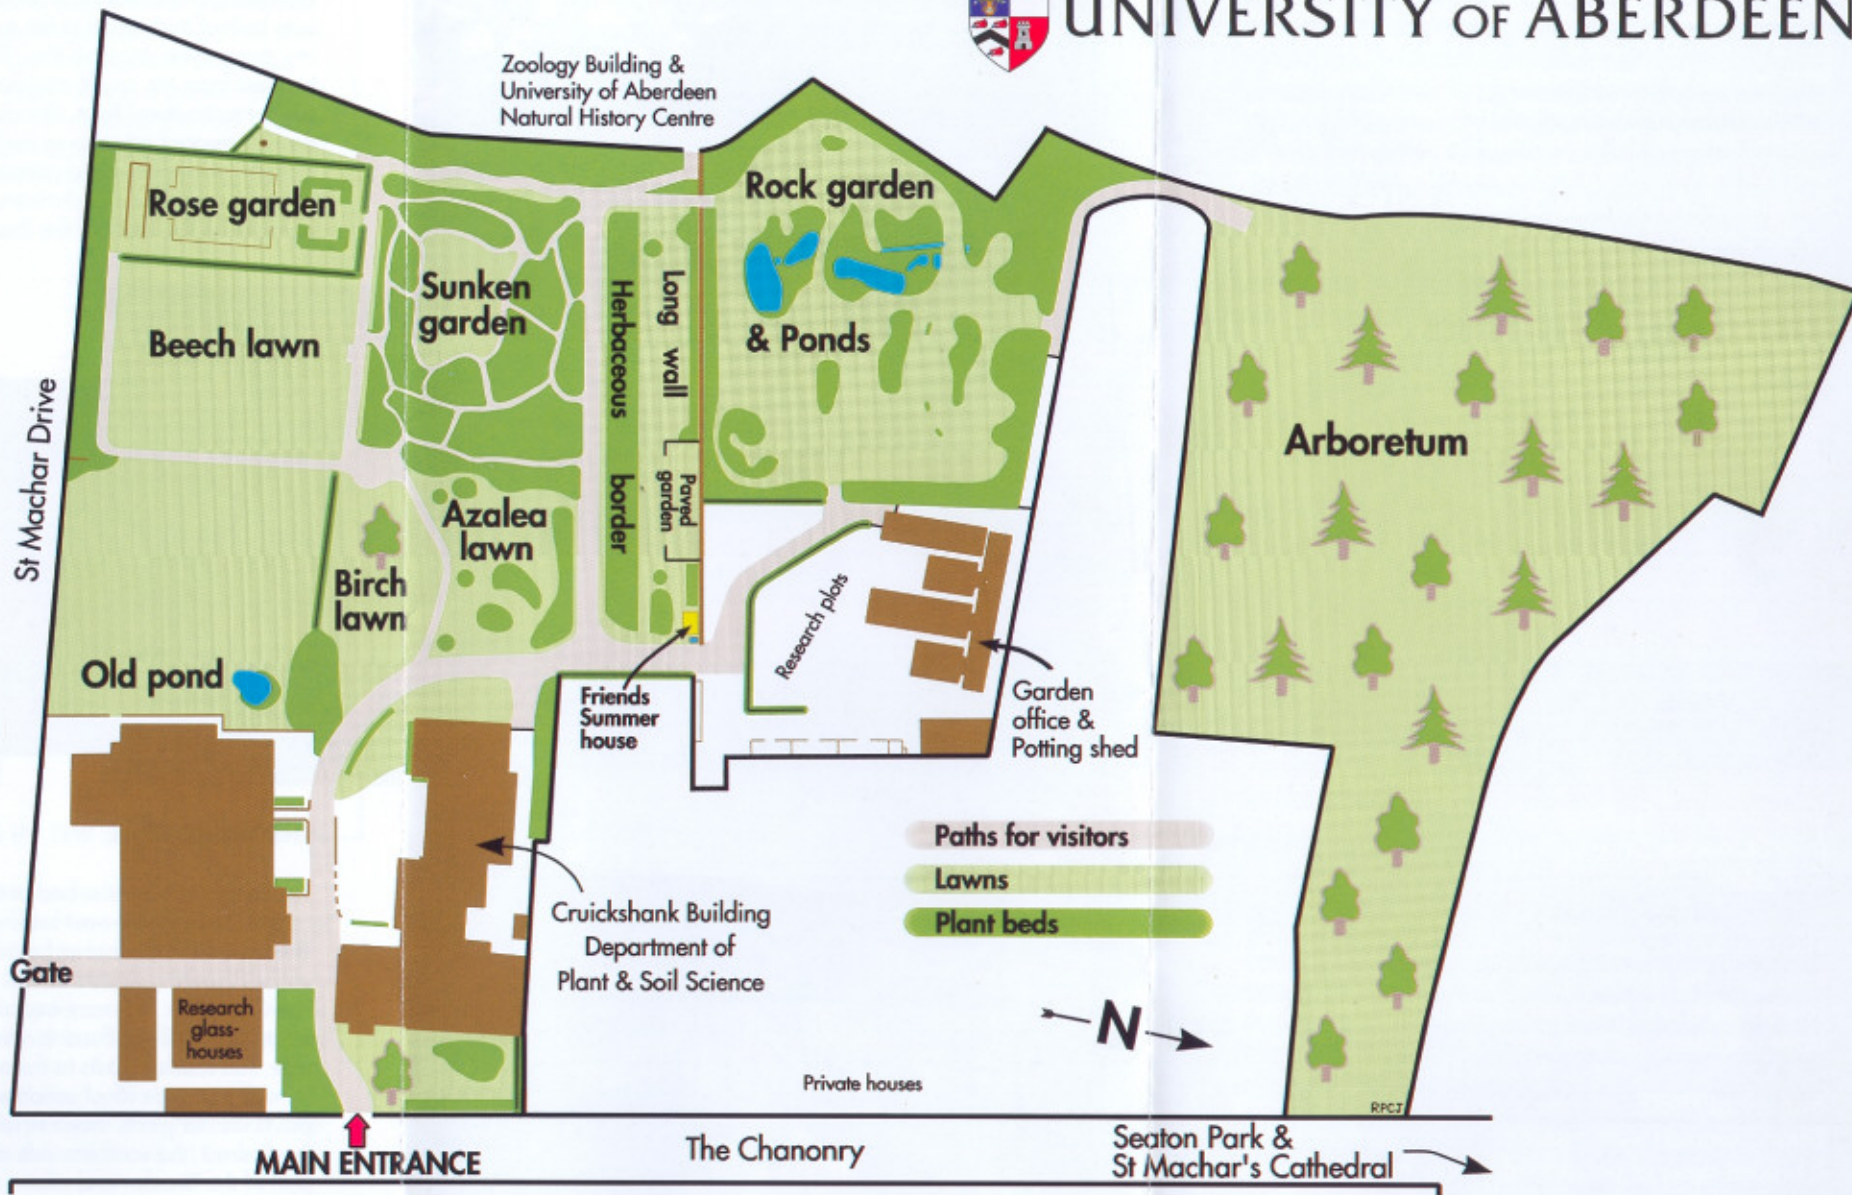 UNIVERSITY OF ABERDEEN
Zoology Building &
University of Aberdeen
Natural History Centre
Rose garden
Rock garden
Sunken
garden
Herbaceous
border
Long wall
& Ponds
Beech lawn
St Machar Drive
Arboretum
Paved
garden
Azalea
lawn
Birch
lawn
Research plots
Old pond
Friends
Summer
house
Garden
office &
Potting shed
Paths for visitors
Lawns
Plant beds
Cruickshank Building
Department of
Plant & Soil Science
Gate
Research
glass-
houses
N
Private houses
RPCJ
MAIN ENTRANCE
The Chanonry
Seaton Park &
St Machar's Cathedral